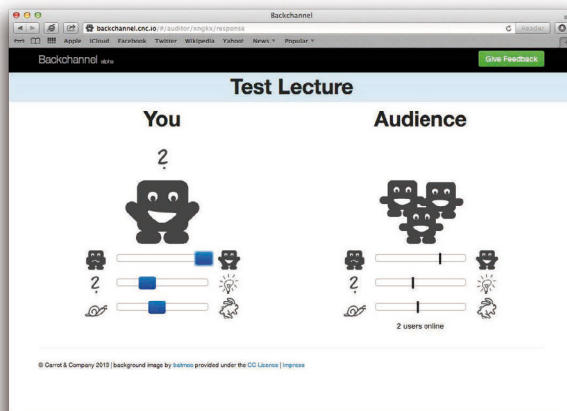 Backchannel
backchannel.cnc.io/#/auditor/xngkx/response
Reader
Apple iCloud Facebook Twitter Wikipedia Yahoo! News Popular
Backchannel alpha
Give Feedback
Test Lecture
You
Audience
?
?
?
2 users online
© Carrot & Company 2013 | background image by batmoo provided under the CC License | Impress